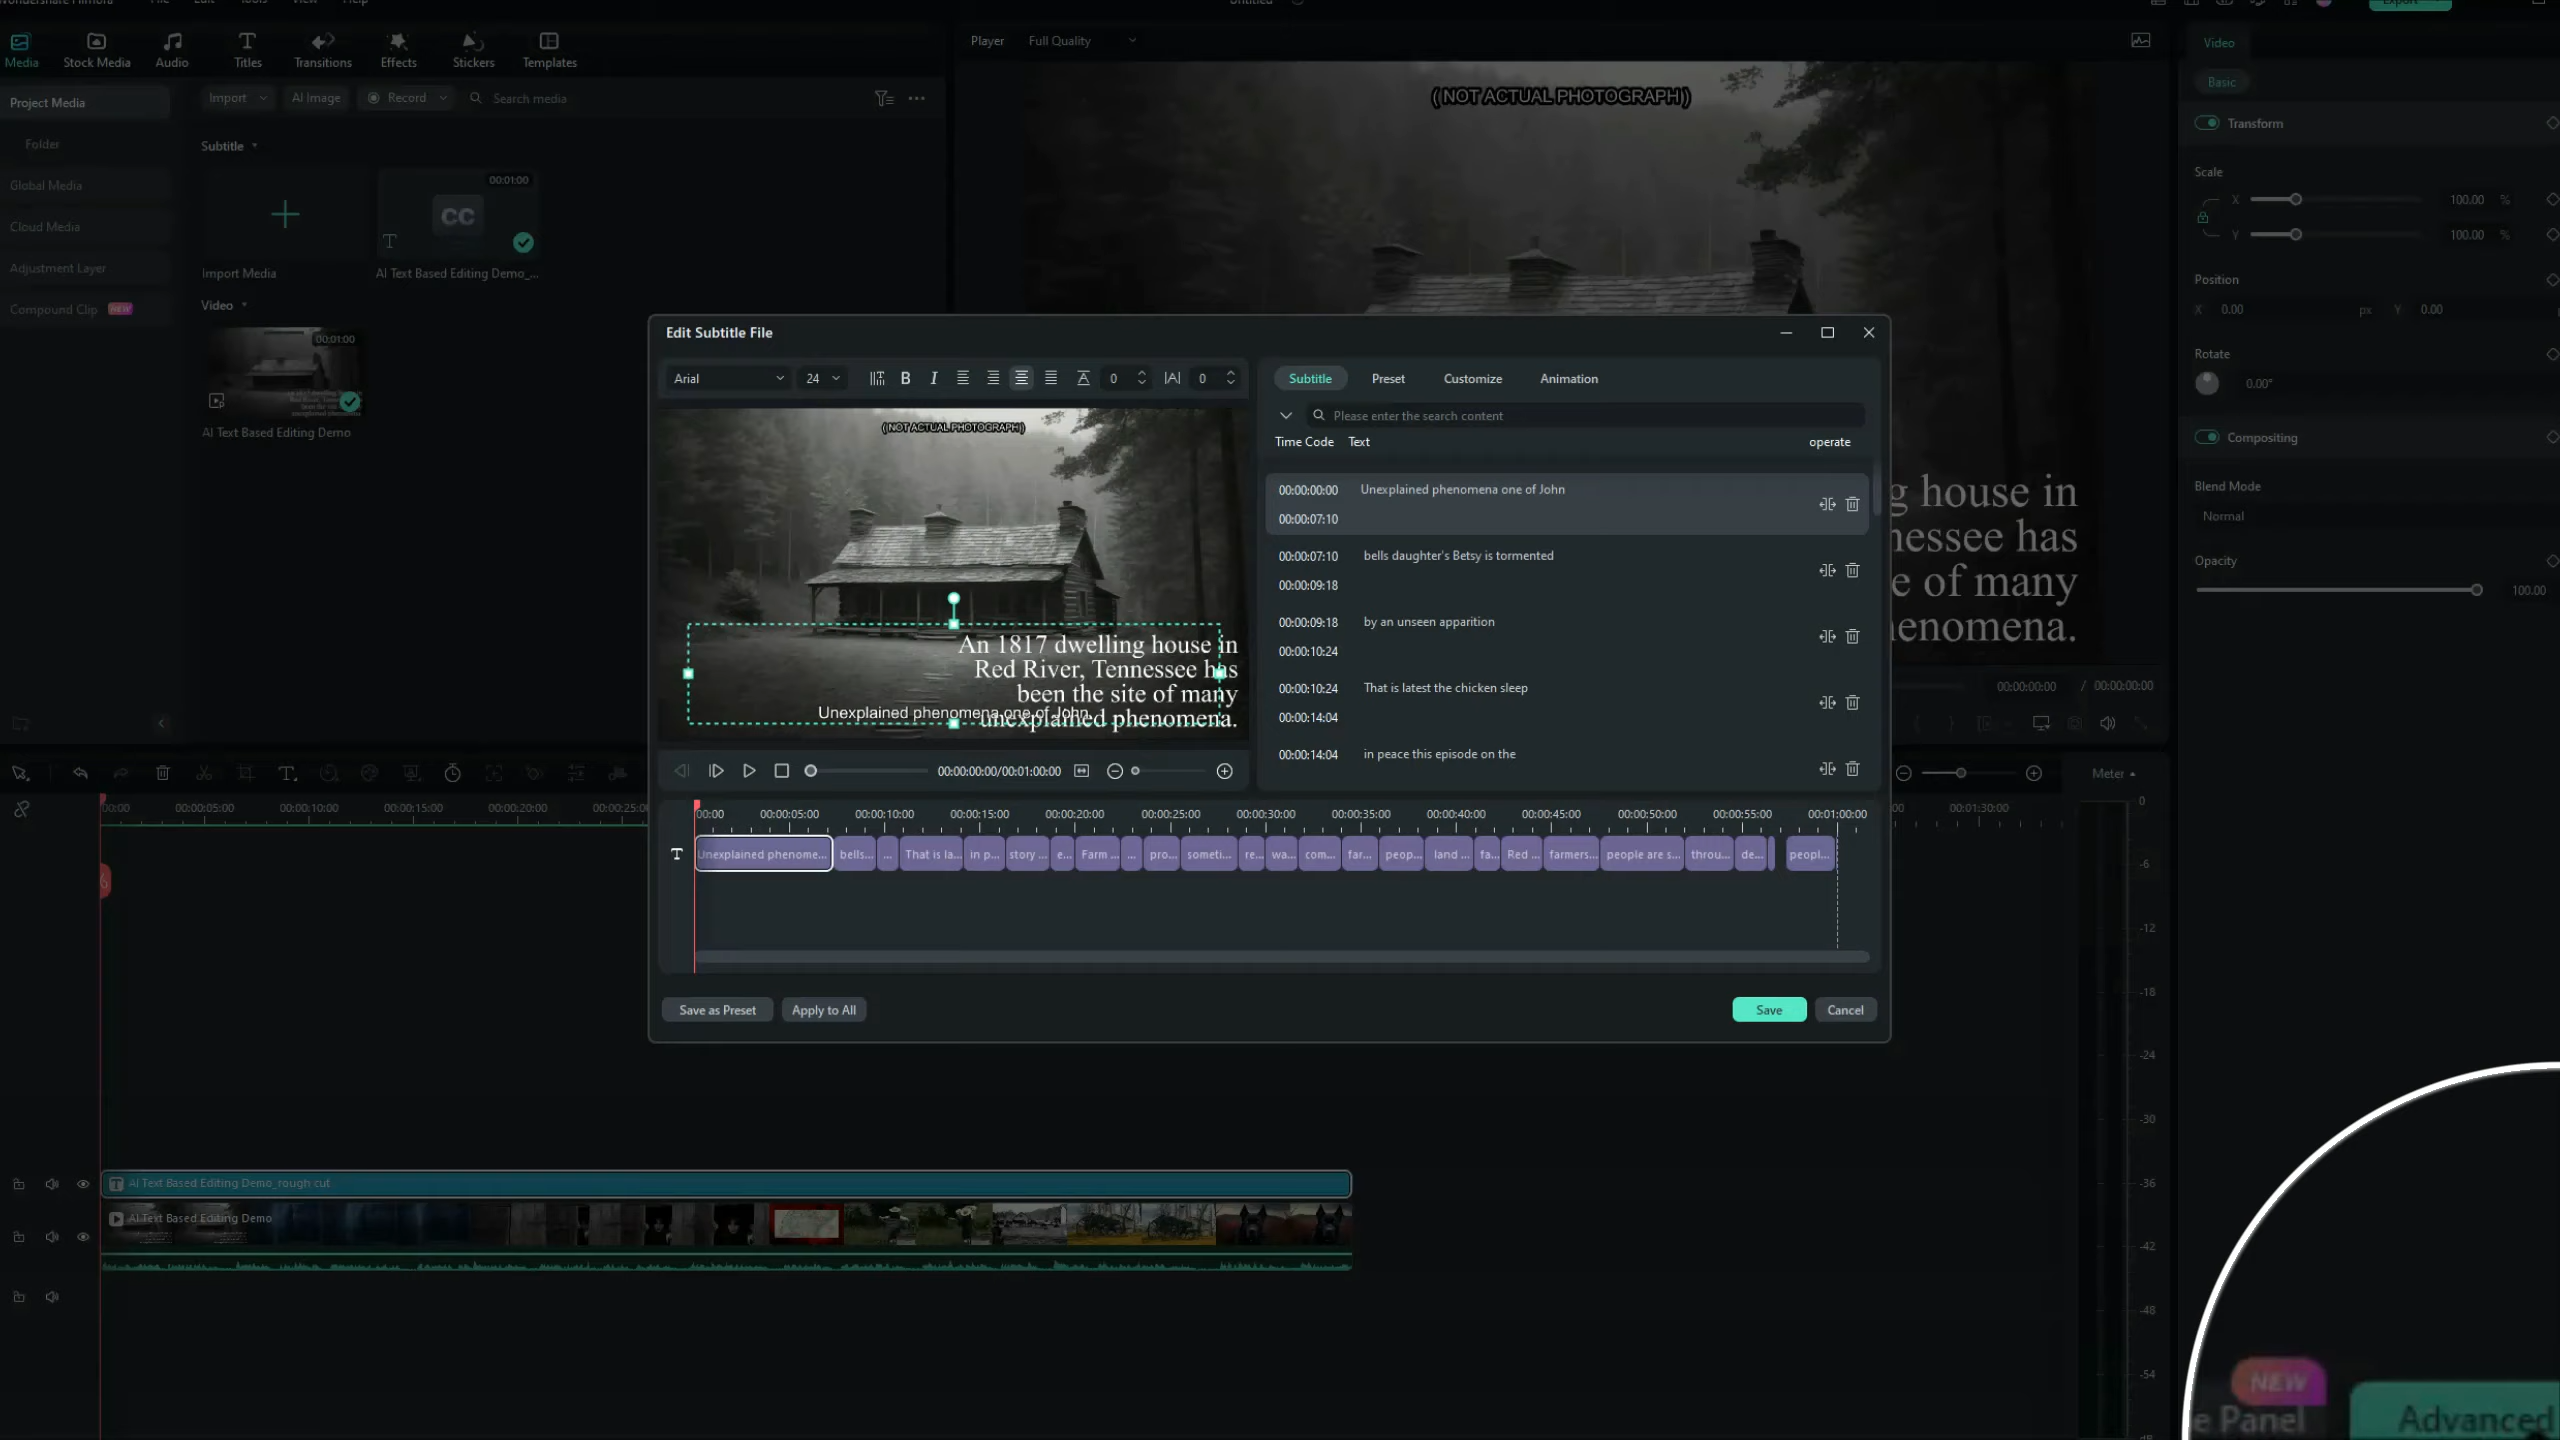 Wondershare Filmora File Edit Tools View Help
Untitled
Export
Media Stock Media Audio Titles Transitions Effects Stickers Templates
Player Full Quality
Video
Basic
Project Media
Folder
Global Media
Cloud Media
Adjustment Layer
Compound Clip NEW
Import AI Image Record Search media
Subtitle
00:01:00
CC
Import Media
AI Text Based Editing Demo_...
Video
00:01:00
AI Text Based Editing Demo
(NOT ACTUAL PHOTOGRAPH)
g house in
nessee has
e of many
enomena.
00:00:00:00 / 00:00:00:00
Transform
Scale
X 100.00 %
Y 100.00 %
Position
X 0.00 px Y 0.00
Rotate
0.00°
Compositing
Blend Mode
Normal
Opacity
100.00
Edit Subtitle File
Arial 24 B I 0 0
(NOT ACTUAL PHOTOGRAPH)
An 1817 dwelling house in
Red River, Tennessee has
been the site of many
unexplained phenomena.
Unexplained phenomena one of John
00:00:00:00/00:01:00:00
Subtitle Preset Customize Animation
Please enter the search content
Time Code Text operate
00:00:00:00 Unexplained phenomena one of John
00:00:07:10
00:00:07:10 bells daughter's Betsy is tormented
00:00:09:18
00:00:09:18 by an unseen apparition
00:00:10:24
00:00:10:24 That is latest the chicken sleep
00:00:14:04
00:00:14:04 in peace this episode on the
00:00 00:00:05:00 00:00:10:00 00:00:15:00 00:00:20:00 00:00:25:00 00:00:30:00 00:00:35:00 00:00:40:00 00:00:45:00 00:00:50:00 00:00:55:00 00:01:00:00
Unexplained phenome... bells... ... That is la... in p... story ... e... Farm ... ... pro... someti... re... wa... com... far... peop... land ... fa... Red ... farmers... people are s... throu... de... peopl...
Save as Preset Apply to All Save Cancel
00:00 00:00:05:00 00:00:10:00 00:00:15:00 00:00:20:00 00:00:25:0
00 00:01:30:00
Meter
0
-6
-12
-18
-24
-30
-36
-42
-48
-54
AI Text Based Editing Demo_rough cut
AI Text Based Editing Demo
NEW
e Panel
Advanced